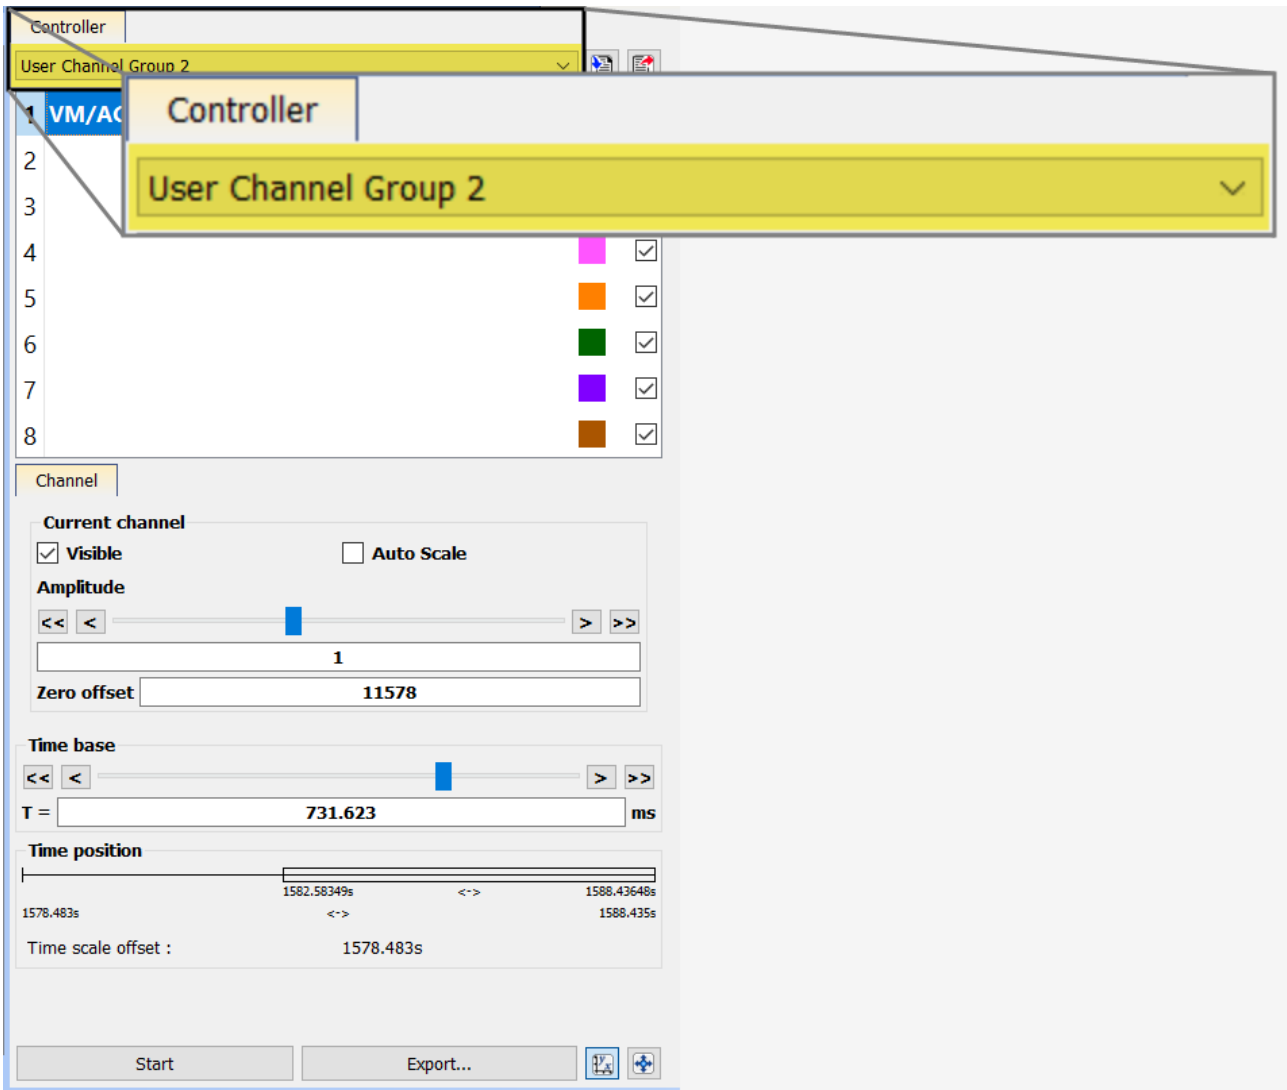 Controller
User Channel Group 2
Controller
User Channel Group 2
1 VM/AC
2
3
4
5
6
7
8
Channel
Current channel
Visible Auto Scale
Amplitude
<< < > >>
1
Zero offset 11578
Time base
<< < > >>
T = 731.623 ms
Time position
1582.58349s <-> 1588.43648s
1578.483s <-> 1588.435s
Time scale offset : 1578.483s
Start Export...